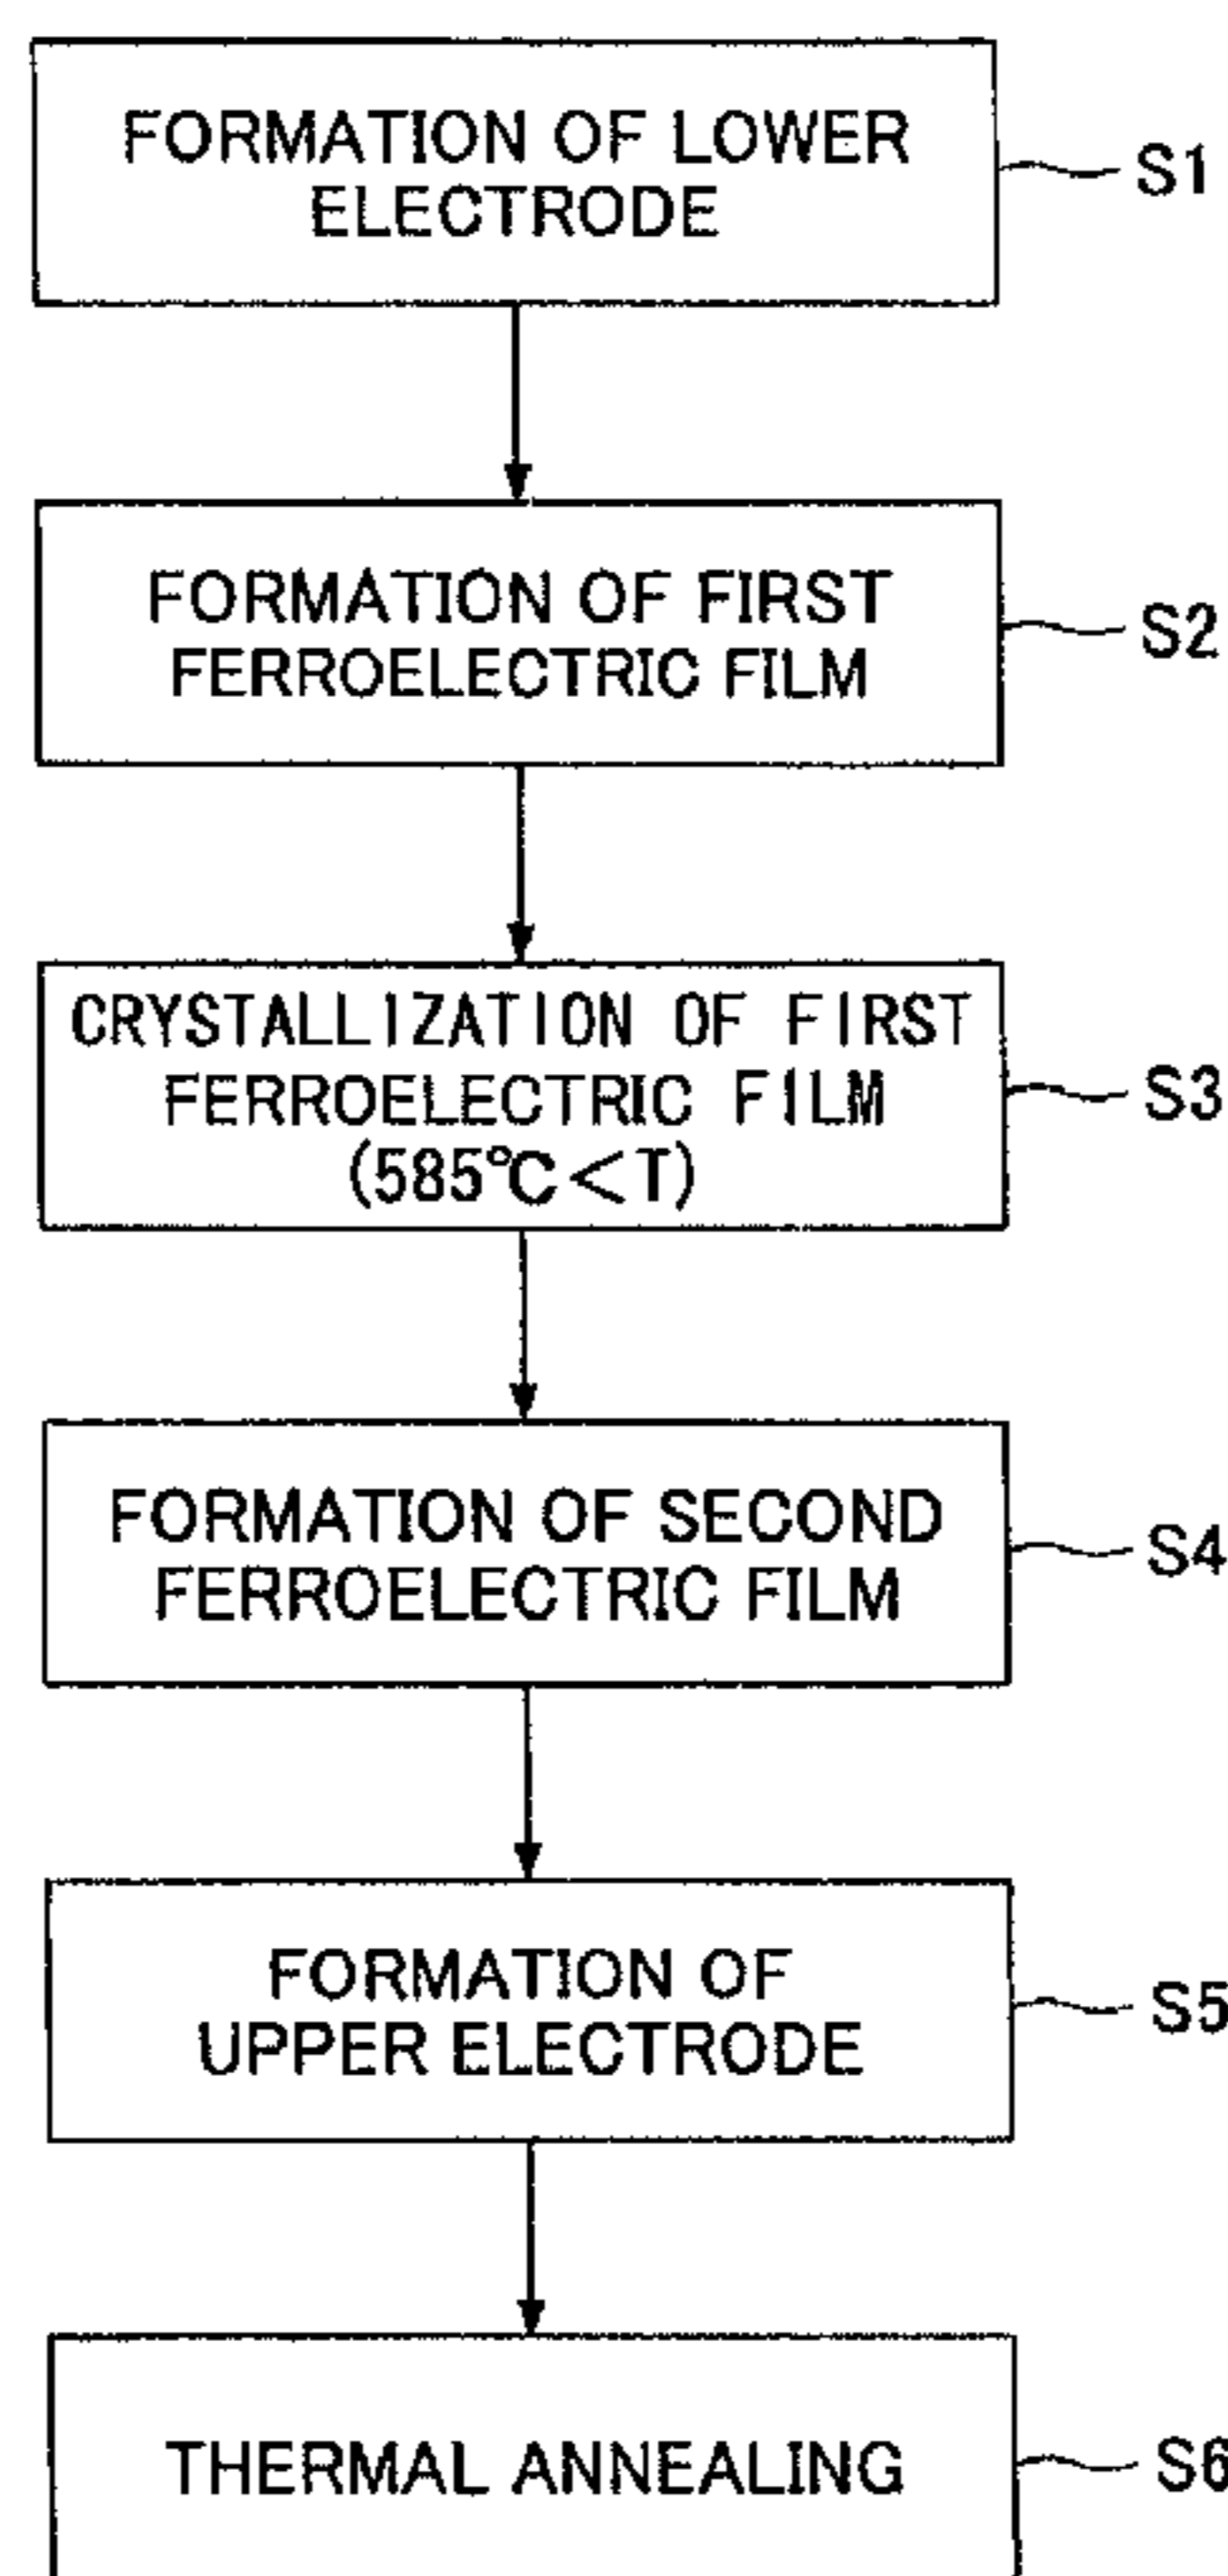 FORMATION OF LOWER
ELECTRODE
S1
FORMATION OF FIRST
FERROELECTRIC FILM
S2
CRYSTALLIZATION OF FIRST
FERROELECTRIC FILM
(585℃<T)
S3
FORMATION OF SECOND
FERROELECTRIC FILM
S4
FORMATION OF
UPPER ELECTRODE
S5
THERMAL ANNEALING
S6